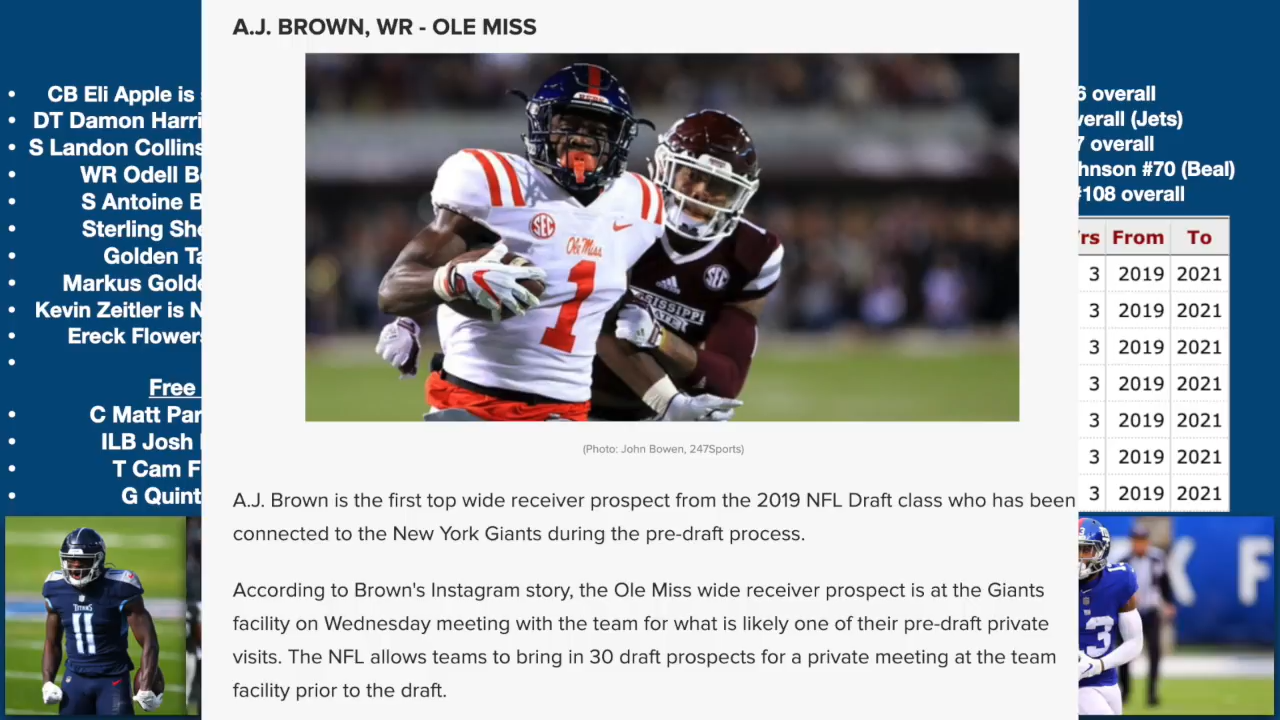 A.J. BROWN, WR - OLE MISS
• CB Eli Apple is
• DT Damon Harri
• S Landon Collins
• WR Odell B
• S Antoine B
• Sterling She
• Golden Ta
• Markus Golde
• Kevin Zeitler is N
• Ereck Flowers
•
Free
• C Matt Par
• ILB Josh
• T Cam F
• G Quint
SEC
Ole Miss
1
SEC
MISSISSIPPI
STATE
(Photo: John Bowen, 247Sports)
A.J. Brown is the first top wide receiver prospect from the 2019 NFL Draft class who has been
connected to the New York Giants during the pre-draft process.
According to Brown's Instagram story, the Ole Miss wide receiver prospect is at the Giants
facility on Wednesday meeting with the team for what is likely one of their pre-draft private
visits. The NFL allows teams to bring in 30 draft prospects for a private meeting at the team
facility prior to the draft.
6 overall
verall (Jets)
7 overall
hnson #70 (Beal)
#108 overall
Yrs From To
3 2019 2021
3 2019 2021
3 2019 2021
3 2019 2021
3 2019 2021
3 2019 2021
3 2019 2021
TITANS
11
3
F